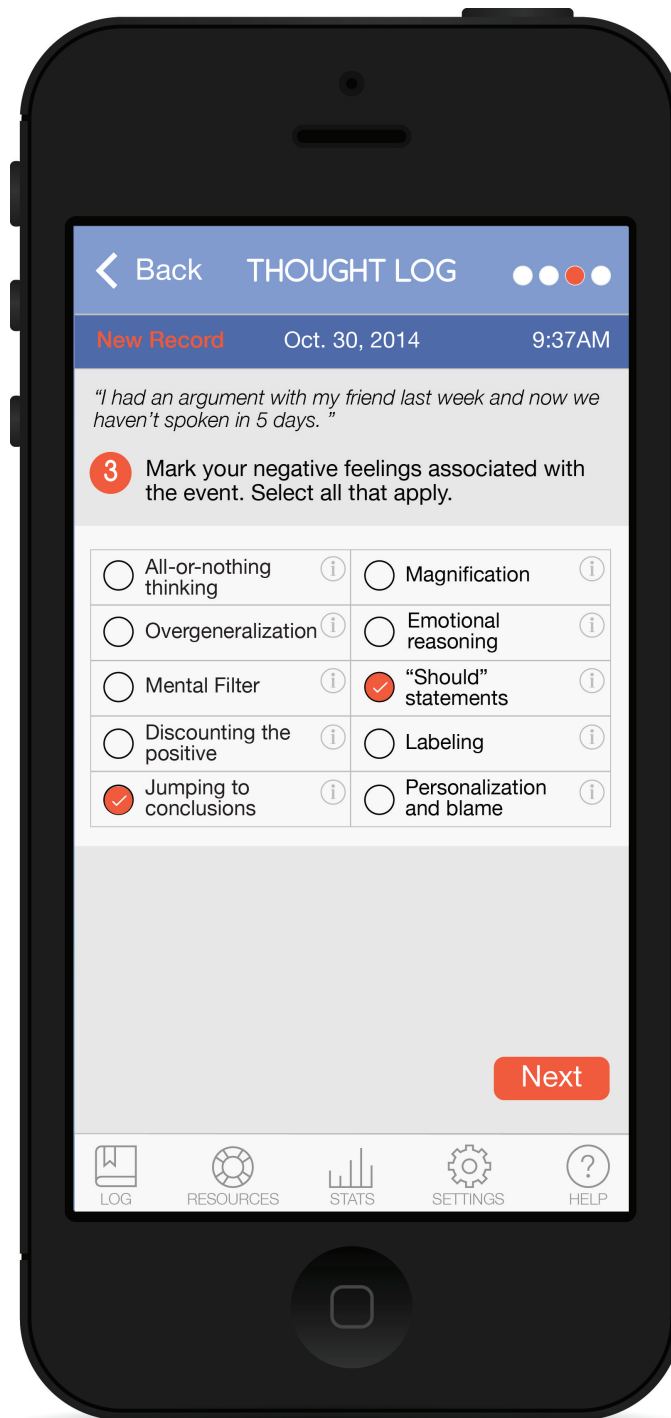 Back THOUGHT LOG
New Record Oct. 30, 2014 9:37AM
“I had an argument with my friend last week and now we
haven’t spoken in 5 days. ”
3 Mark your negative feelings associated with
the event. Select all that apply.
All-or-nothing
thinking
Magnification
Overgeneralization
Emotional
reasoning
Mental Filter
“Should”
statements
Discounting the
positive
Labeling
Jumping to
conclusions
Personalization
and blame
Next
LOG RESOURCES STATS SETTINGS HELP